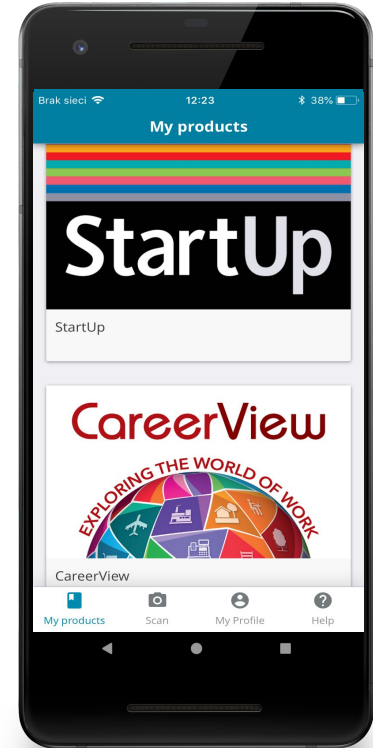 Brak sieci 12:23 38%
My products
StartUp
StartUp
CareerView
EXPLORING THE WORLD OF WORK
CareerView
My products Scan My Profile Help